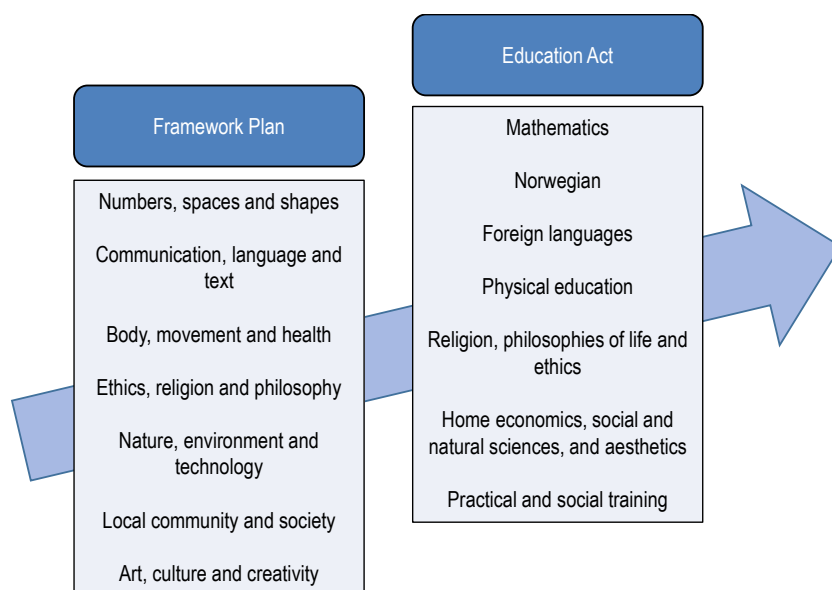 Framework Plan
Numbers, spaces and shapes
Communication, language and
text
Body, movement and health
Ethics, religion and philosophy
Nature, environment and
technology
Local community and society
Art, culture and creativity
Education Act
Mathematics
Norwegian
Foreign languages
Physical education
Religion, philosophies of life and
ethics
Home economics, social and
natural sciences, and aesthetics
Practical and social training